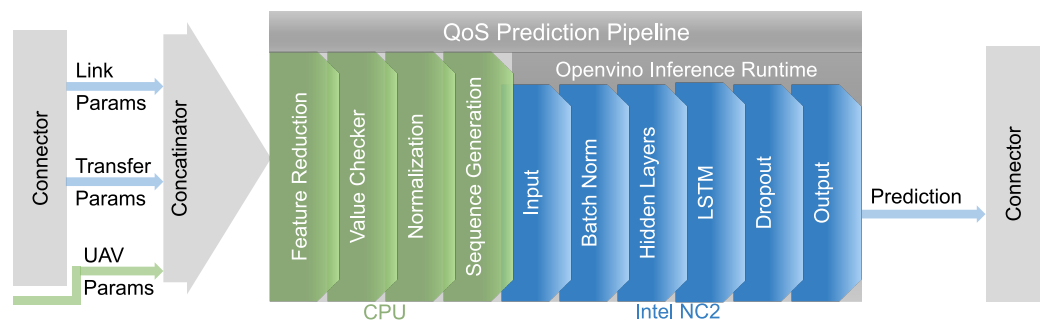 QoS Prediction Pipeline
Openvino Inference Runtime
Connector
Link
Params
Transfer
Params
UAV
Params
Concatinator
Feature Reduction
Value Checker
Normalization
Sequence Generation
Input
Batch Norm
Hidden Layers
LSTM
Dropout
Output
Prediction
Connector
CPU
Intel NC2